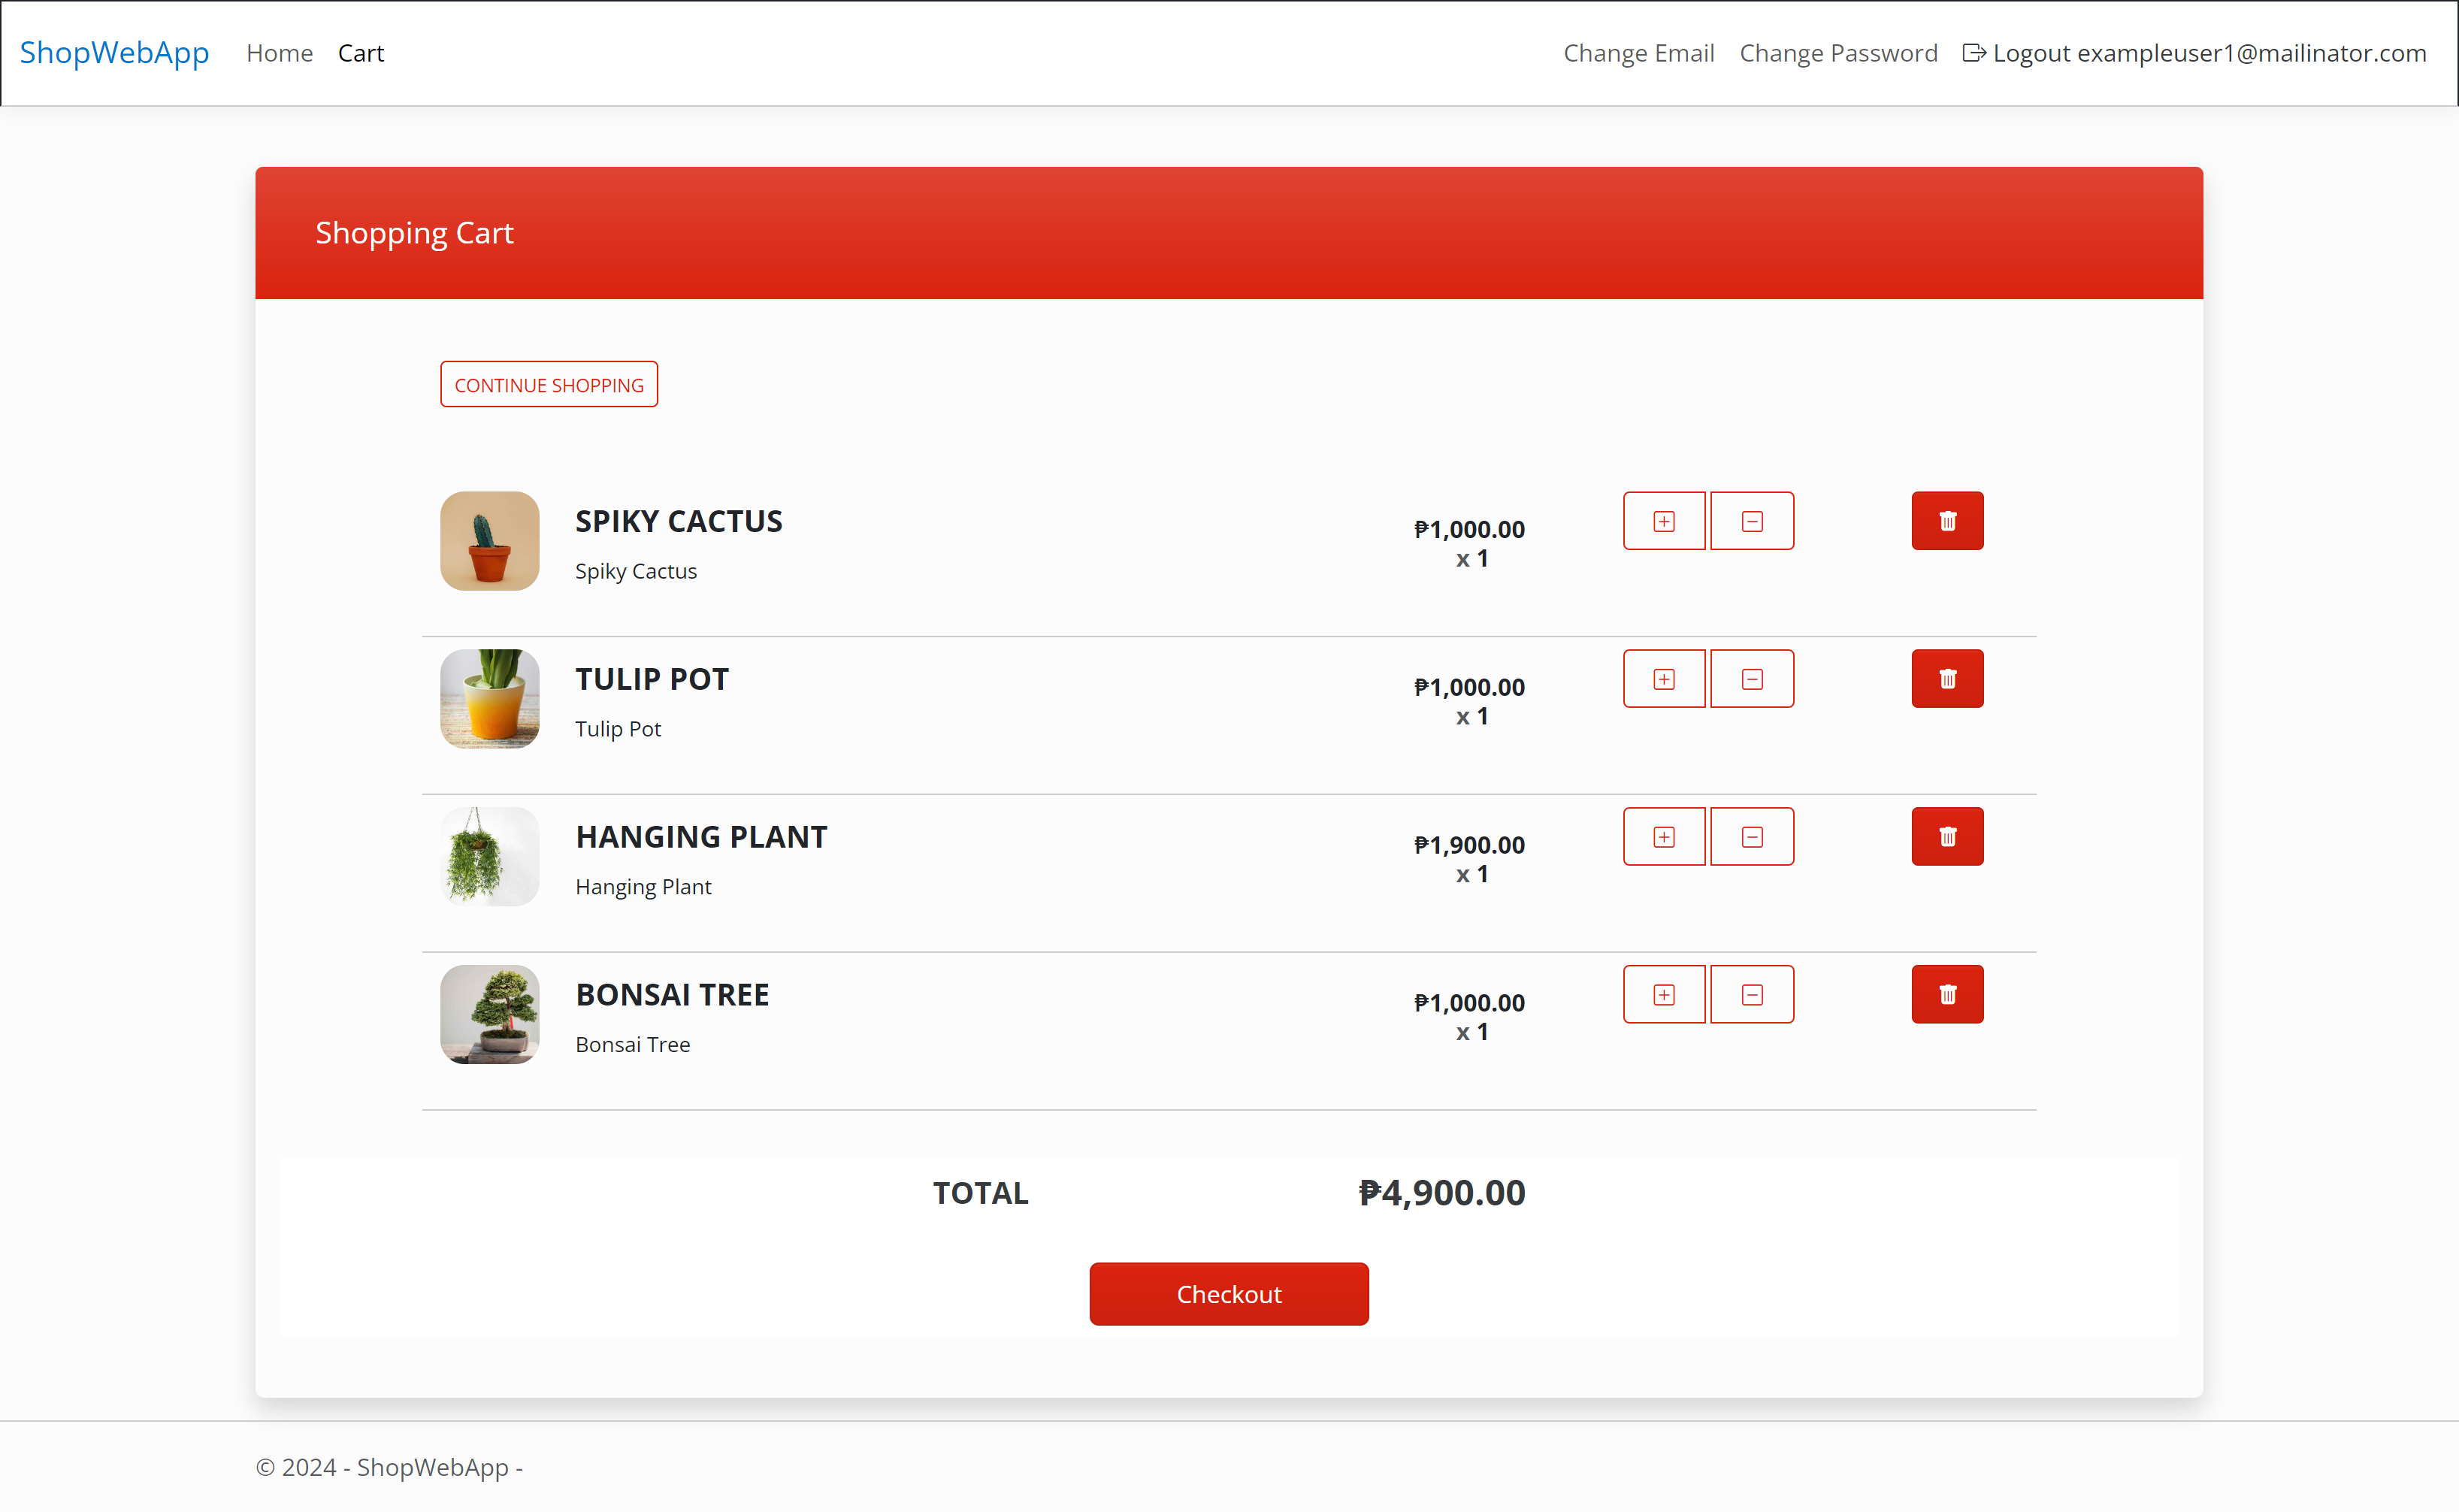 ShopWebApp Home Cart Change Email Change Password Logout exampleuser1@mailinator.com
Shopping Cart
CONTINUE SHOPPING
SPIKY CACTUS
Spiky Cactus
₱1,000.00
x 1
TULIP POT
Tulip Pot
₱1,000.00
x 1
HANGING PLANT
Hanging Plant
₱1,900.00
x 1
BONSAI TREE
Bonsai Tree
₱1,000.00
x 1
TOTAL ₱4,900.00
Checkout
© 2024 - ShopWebApp -